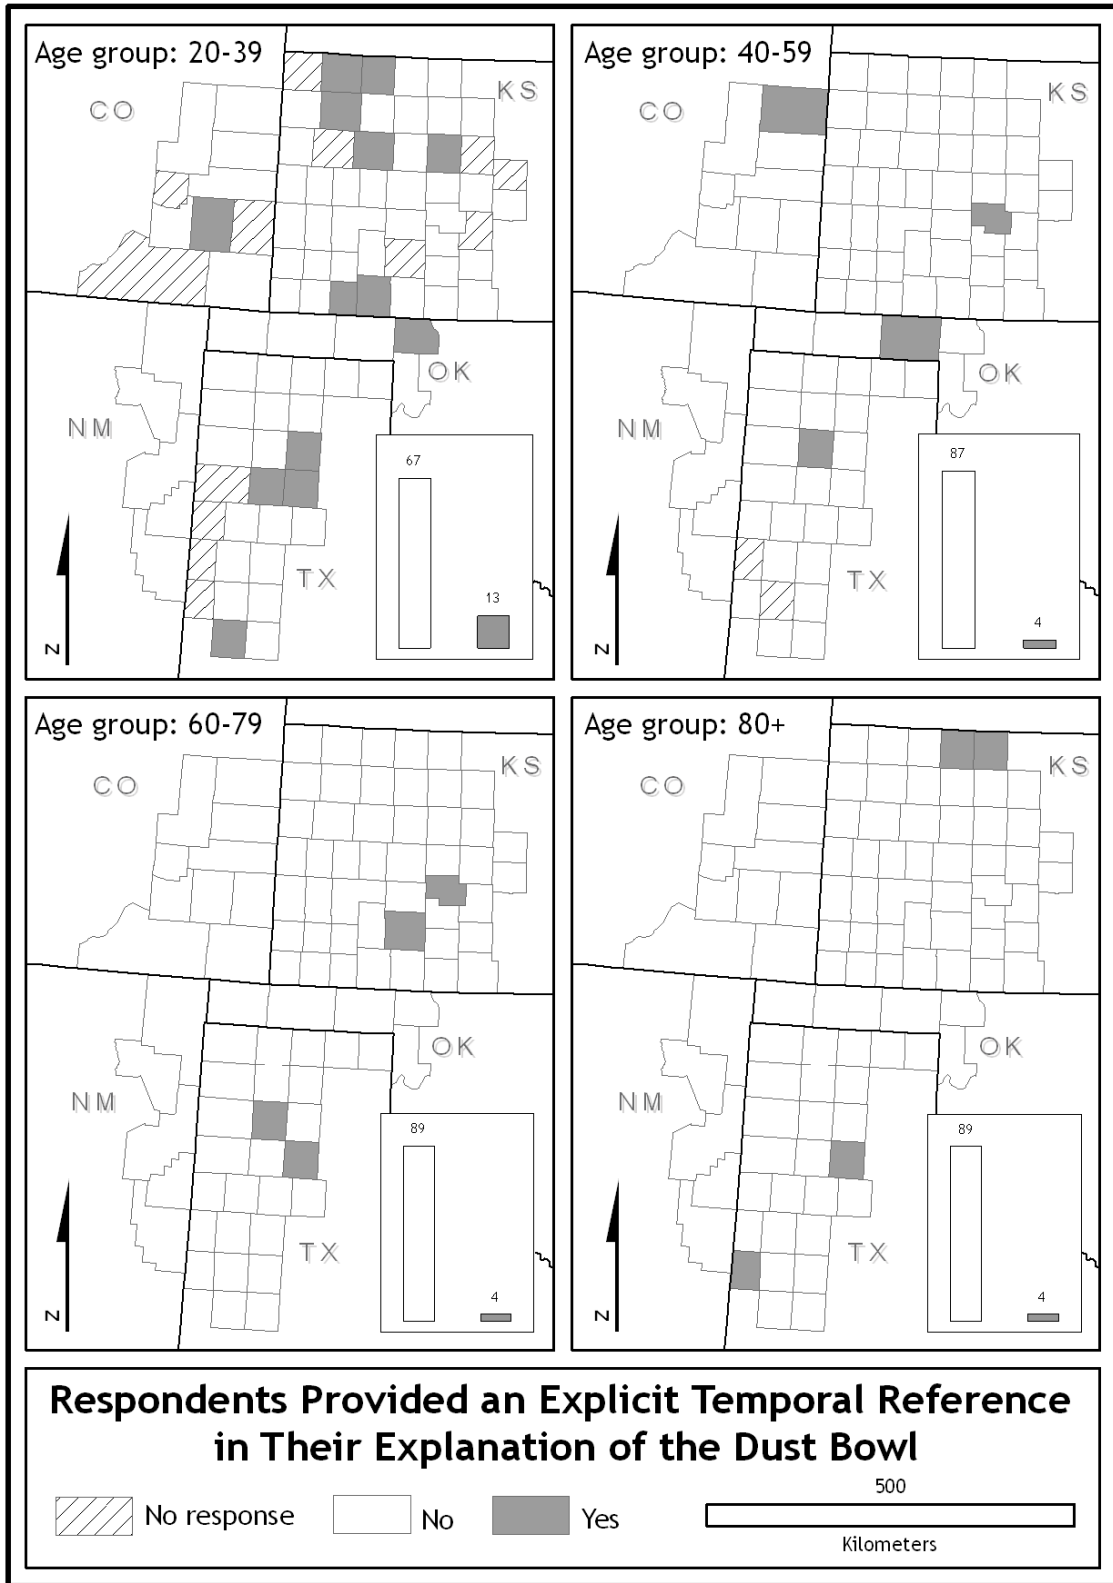 Age group: 20-39
CO
KS
NM
OK
TX
N
67
13
Age group: 40-59
CO
KS
NM
OK
TX
N
87
4
Age group: 60-79
CO
KS
NM
OK
TX
N
89
4
Age group: 80+
CO
KS
NM
OK
TX
N
89
4
Respondents Provided an Explicit Temporal Reference
in Their Explanation of the Dust Bowl
No response
No
Yes
500
Kilometers